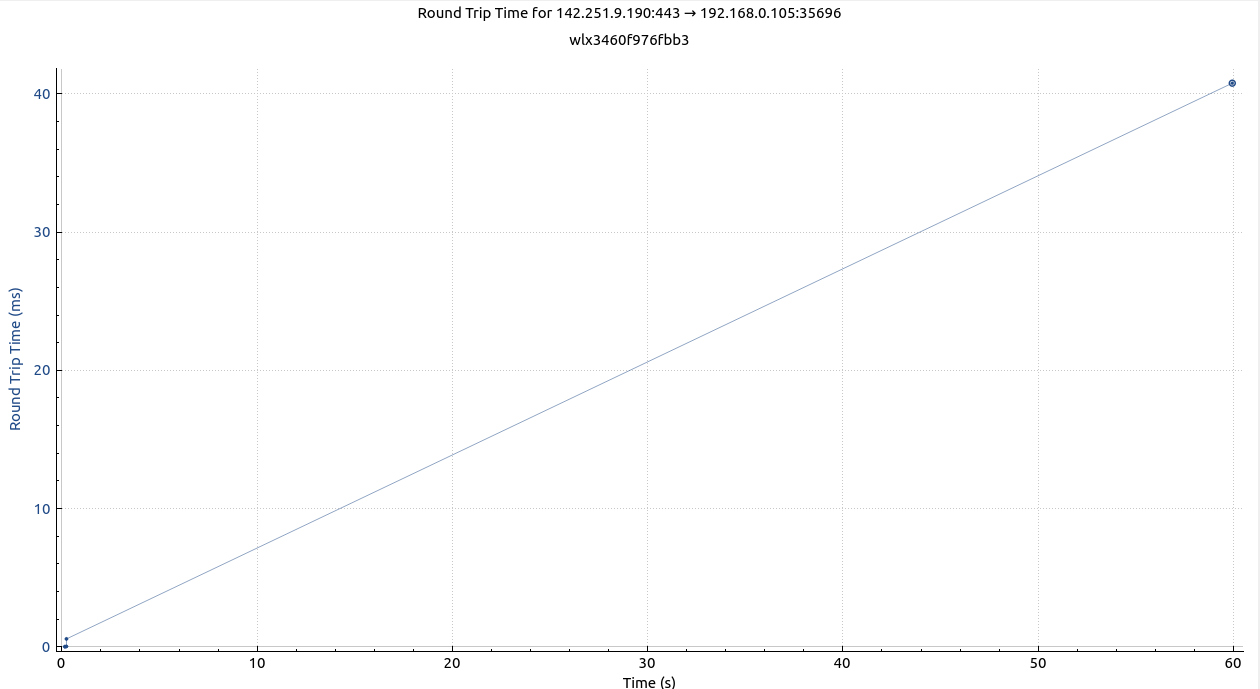 Round Trip Time for 142.251.9.190:443 → 192.168.0.105:35696
wlx3460f976fbb3
40
30
20
10
0
Round Trip Time (ms)
0 10 20 30 40 50 60
Time (s)